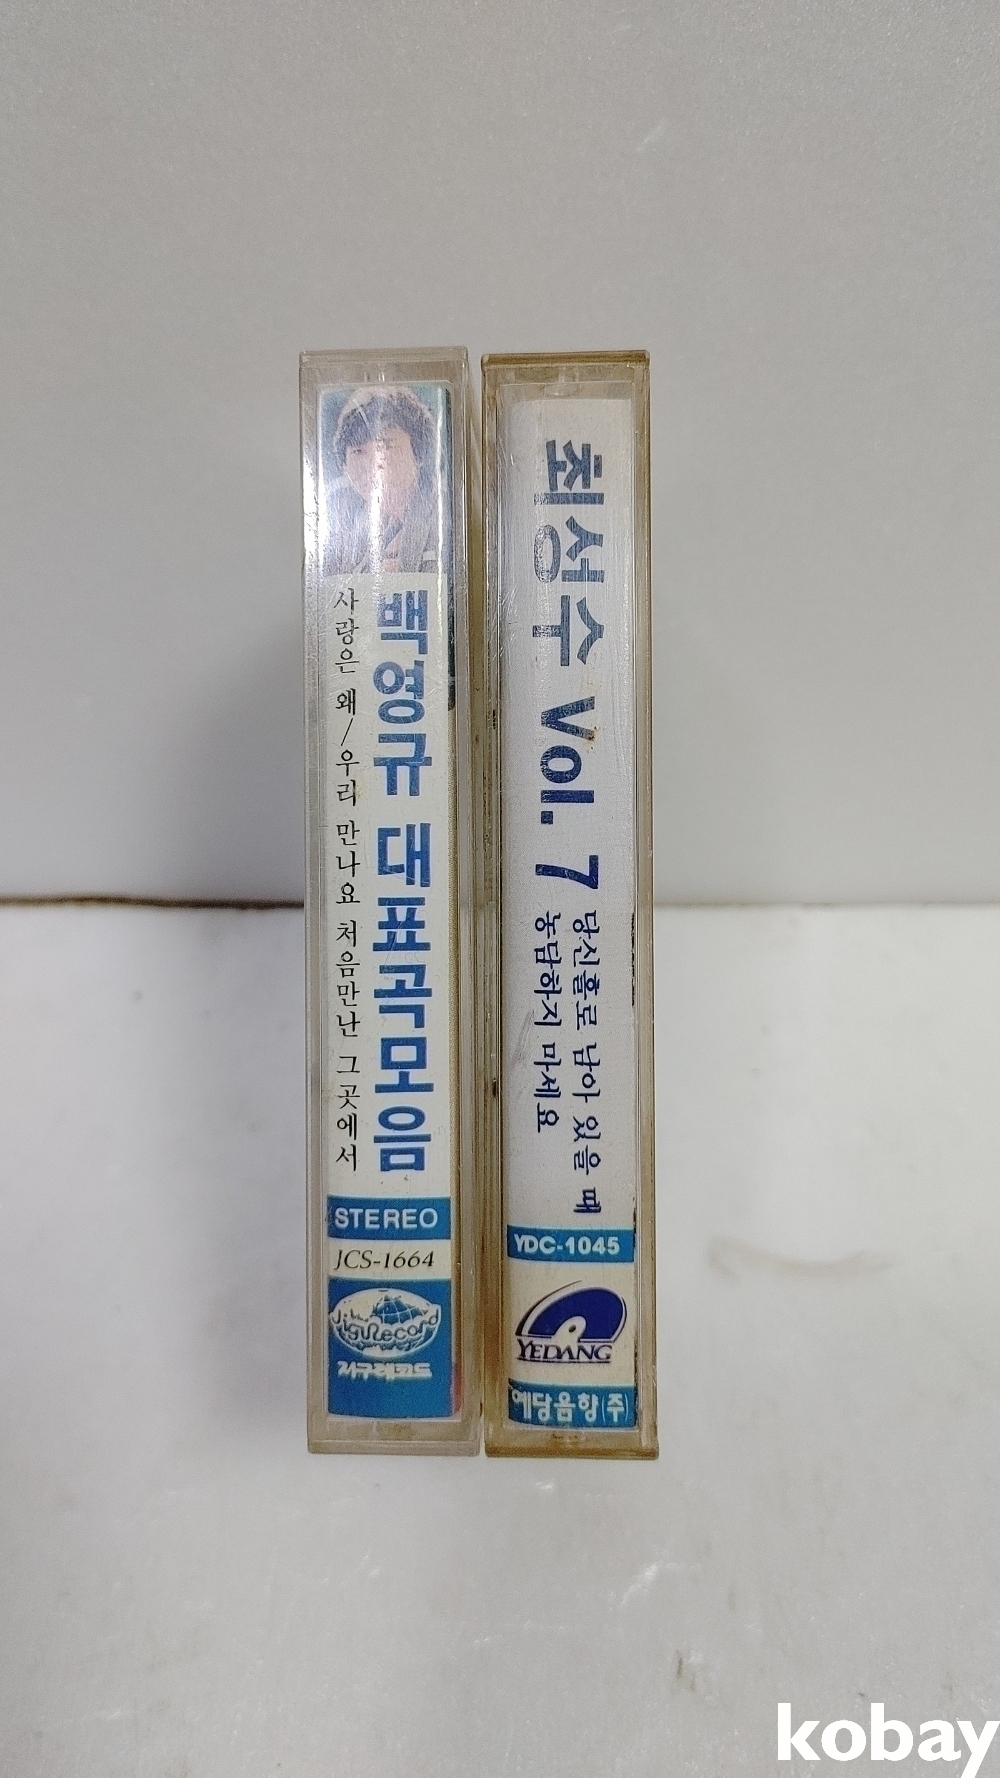 백영규 대표곡모음
사랑은 왜/우리 만나요 처음만난 그곳에서
STEREO
JCS-1664
JiguRecord
지구레코드
최성수 Vol. 7
당신홀로 남아 있을 때
농담하지 마세요
YDC-1045
YEDANG
예당음향(주)
kobay